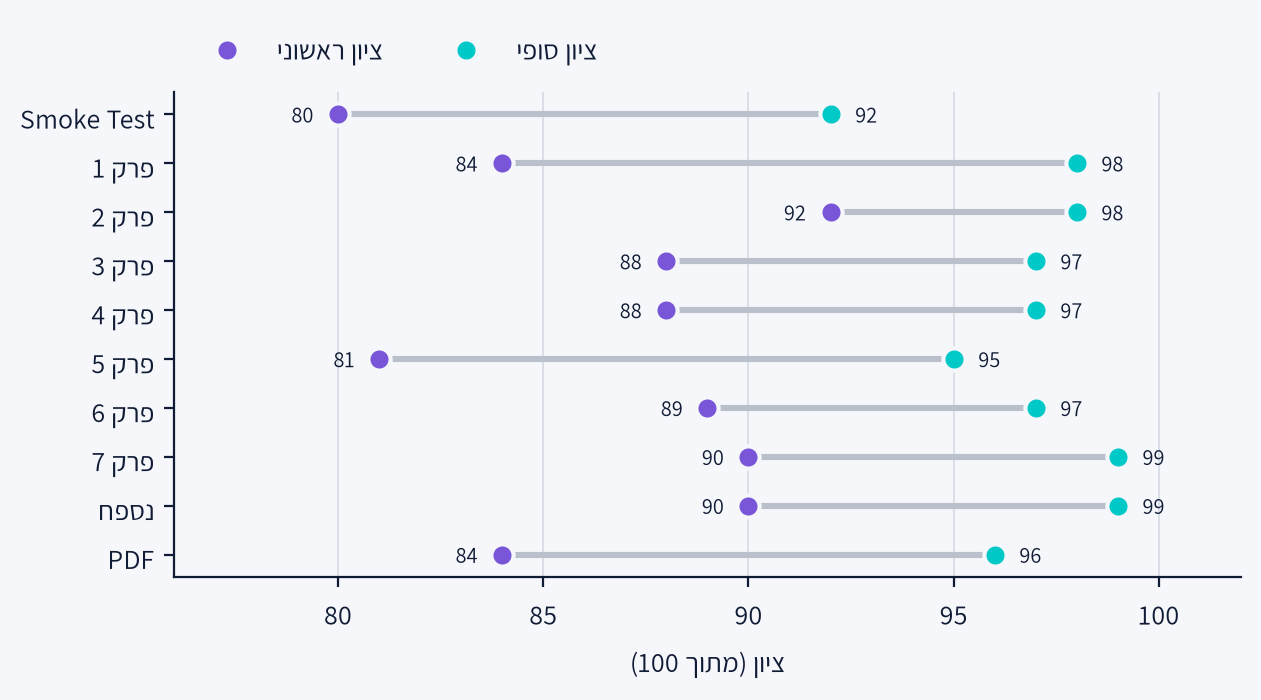 ציון ראשוני
ציון סופי
Smoke Test 80 92
פרק 1 84 98
פרק 2 92 98
פרק 3 88 97
פרק 4 88 97
פרק 5 81 95
פרק 6 89 97
פרק 7 90 99
נספח 90 99
PDF 84 96
80 85 90 95 100
ציון (מתוך 100)